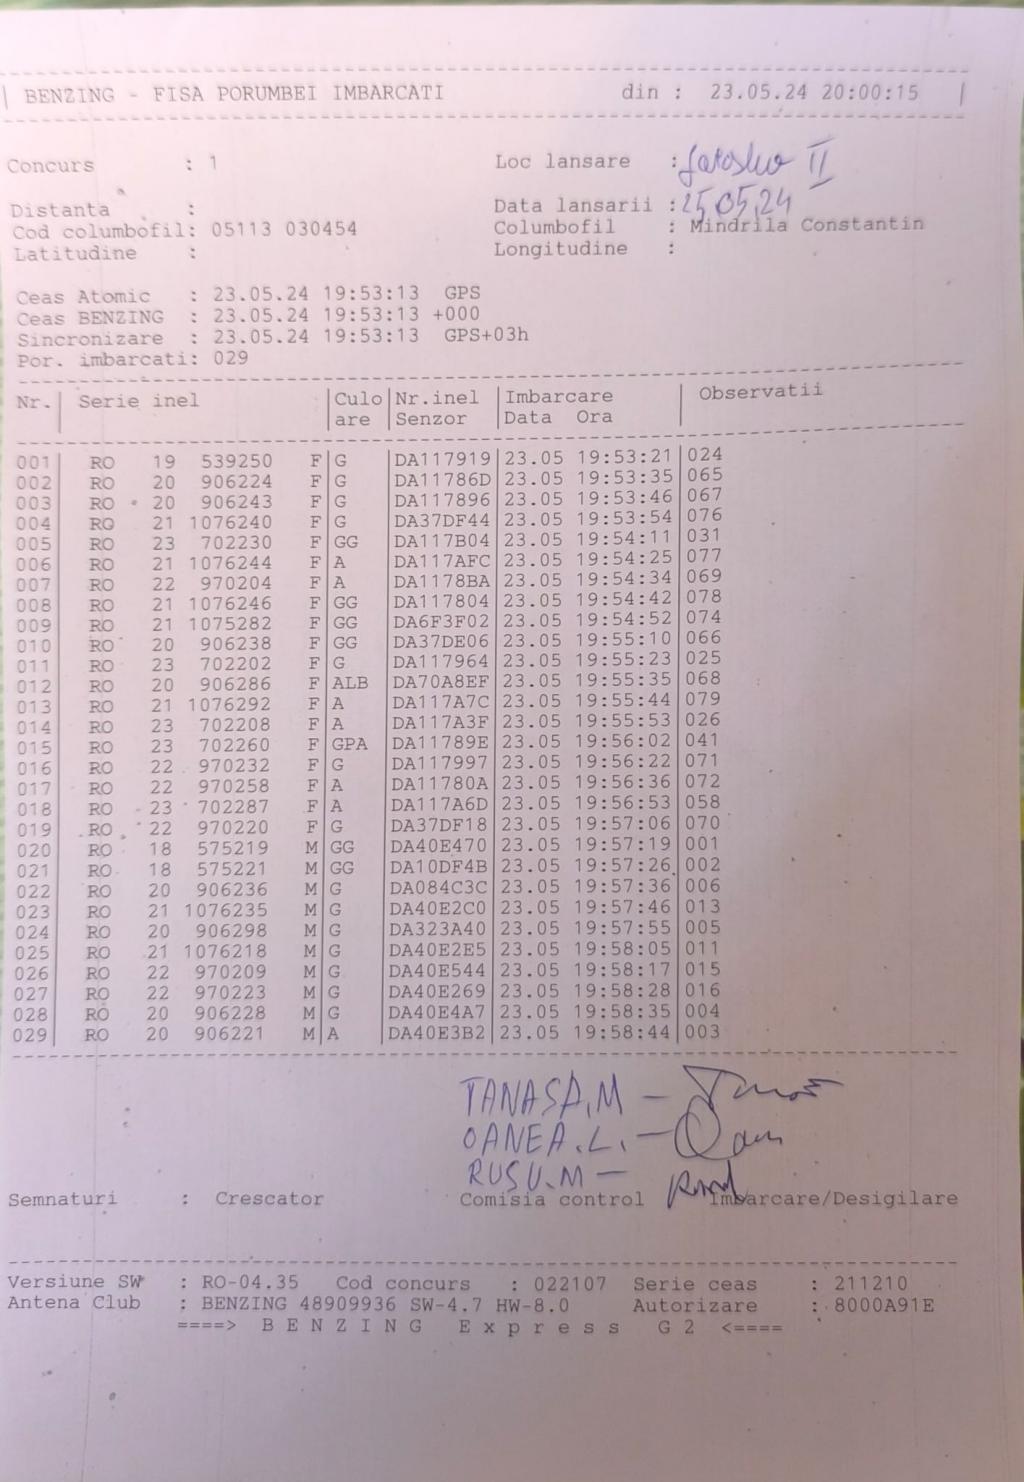 BENZING - FISA PORUMBEI IMBARCATI din : 23.05.24 20:00:15
Concurs : 1 Loc lansare : II
Distanta : Data lansarii : 25,05,24
Cod columbofil: 05113 030454 Columbofil : Mindrila Constantin
Latitudine : Longitudine :
Ceas Atomic : 23.05.24 19:53:13 GPS
Ceas BENZING : 23.05.24 19:53:13 +000
Sincronizare : 23.05.24 19:53:13 GPS+03h
Por. imbarcati: 029
Nr. | Serie inel | Culo | Nr.inel | Imbarcare | Observatii
are | Senzor | Data Ora
001 | RO 19 539250 F | G | DA117919 | 23.05 19:53:21 | 024
002 | RO 20 906224 F | G | DA11786D | 23.05 19:53:35 | 065
003 | RO 20 906243 F | G | DA117896 | 23.05 19:53:46 | 067
004 | RO 21 1076240 F | G | DA37DF44 | 23.05 19:53:54 | 076
005 | RO 23 702230 F | GG | DA117B04 | 23.05 19:54:11 | 031
006 | RO 21 1076244 F | A | DA117AFC | 23.05 19:54:25 | 077
007 | RO 22 970204 F | A | DA1178BA | 23.05 19:54:34 | 069
008 | RO 21 1076246 F | GG | DA117804 | 23.05 19:54:42 | 078
009 | RO 21 1075282 F | GG | DA6F3F02 | 23.05 19:54:52 | 074
010 | RO 20 906238 F | GG | DA37DE06 | 23.05 19:55:10 | 066
011 | RO 23 702202 F | G | DA117964 | 23.05 19:55:23 | 025
012 | RO 20 906286 F | ALB | DA70A8EF | 23.05 19:55:35 | 068
013 | RO 21 1076292 F | A | DA117A7C | 23.05 19:55:44 | 079
014 | RO 23 702208 F | A | DA117A3F | 23.05 19:55:53 | 026
015 | RO 23 702260 F | GPA | DA11789E | 23.05 19:56:02 | 041
016 | RO 22 970232 F | G | DA117997 | 23.05 19:56:22 | 071
017 | RO 22 970258 F | A | DA11780A | 23.05 19:56:36 | 072
018 | RO 23 702287 F | A | DA117A6D | 23.05 19:56:53 | 058
019 | RO 22 970220 F | G | DA37DF18 | 23.05 19:57:06 | 070
020 | RO 18 575219 M | GG | DA40E470 | 23.05 19:57:19 | 001
021 | RO 18 575221 M | GG | DA10DF4B | 23.05 19:57:26 | 002
022 | RO 20 906236 M | G | DA084C3C | 23.05 19:57:36 | 006
023 | RO 21 1076235 M | G | DA40E2C0 | 23.05 19:57:46 | 013
024 | RO 20 906298 M | G | DA323A40 | 23.05 19:57:55 | 005
025 | RO 21 1076218 M | G | DA40E2E5 | 23.05 19:58:05 | 011
026 | RO 22 970209 M | G | DA40E544 | 23.05 19:58:17 | 015
027 | RO 22 970223 M | G | DA40E269 | 23.05 19:58:28 | 016
028 | RO 20 906228 M | G | DA40E4A7 | 23.05 19:58:35 | 004
029 | RO 20 906221 M | A | DA40E3B2 | 23.05 19:58:44 | 003
TANASA,M —
OANEA.L. —
RUSU.M —
Semnaturi : Crescator Comisia control Imbarcare/Desigilare
Versiune SW : RO-04.35 Cod concurs : 022107 Serie ceas : 211210
Antena Club : BENZING 48909936 SW-4.7 HW-8.0 Autorizare : 8000A91E
====> B E N Z I N G E x p r e s s G 2 <====